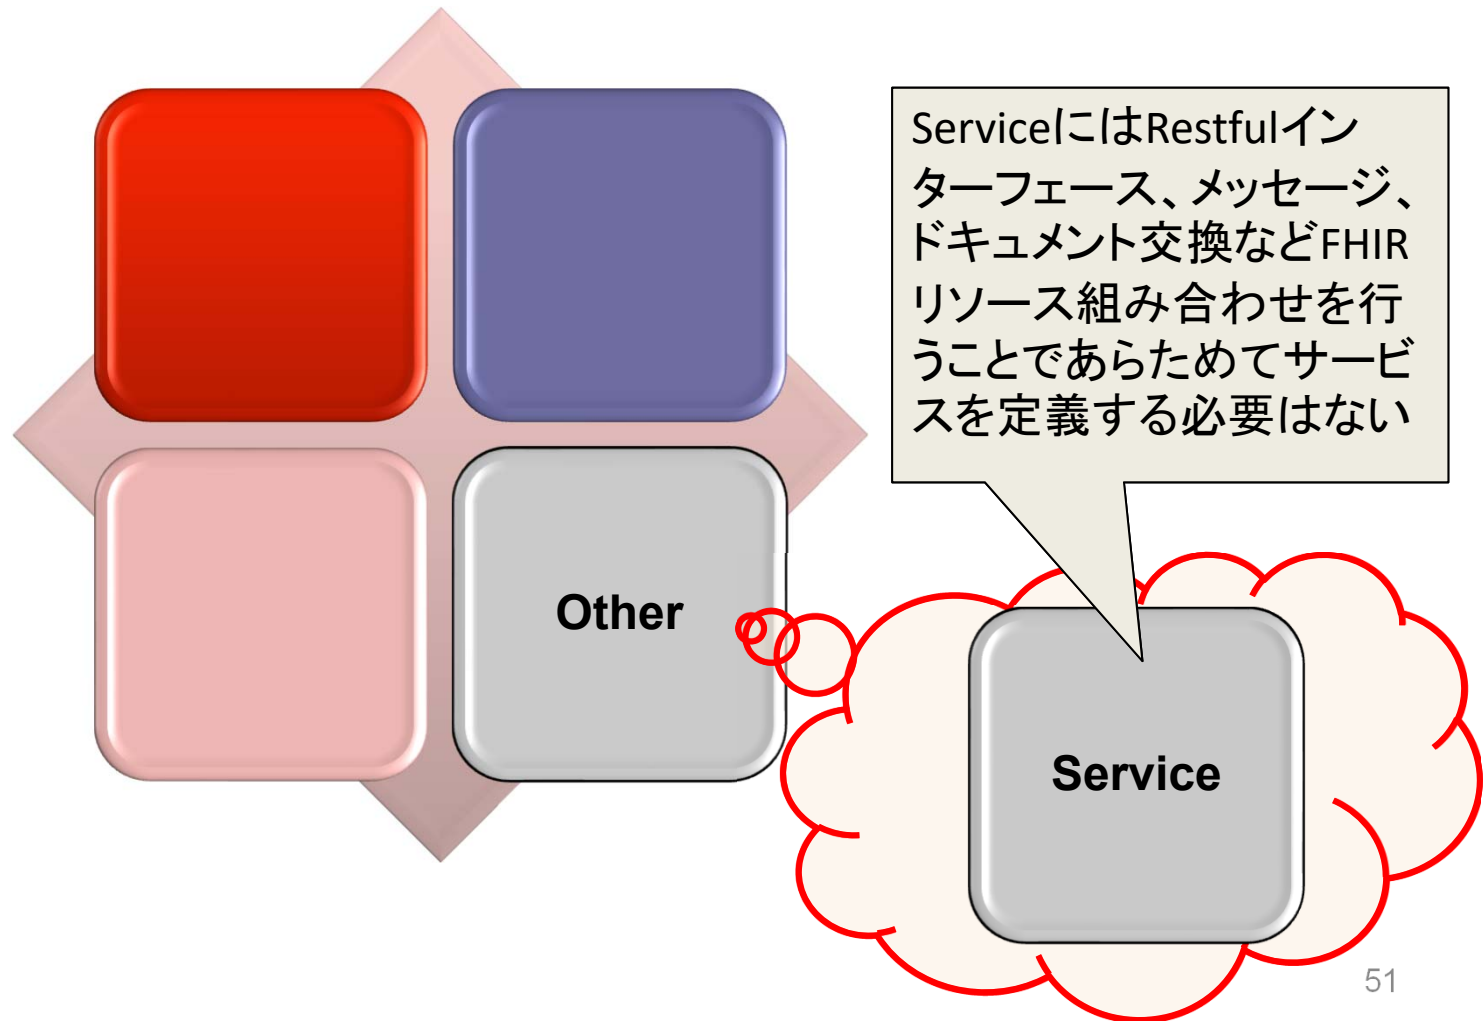 ServiceにはRestfulイン
ターフェース、メッセージ、
ドキュメント交換などFHIR
リソース組み合わせを行
うことであらためてサービ
スを定義する必要はない
Other
Service
51